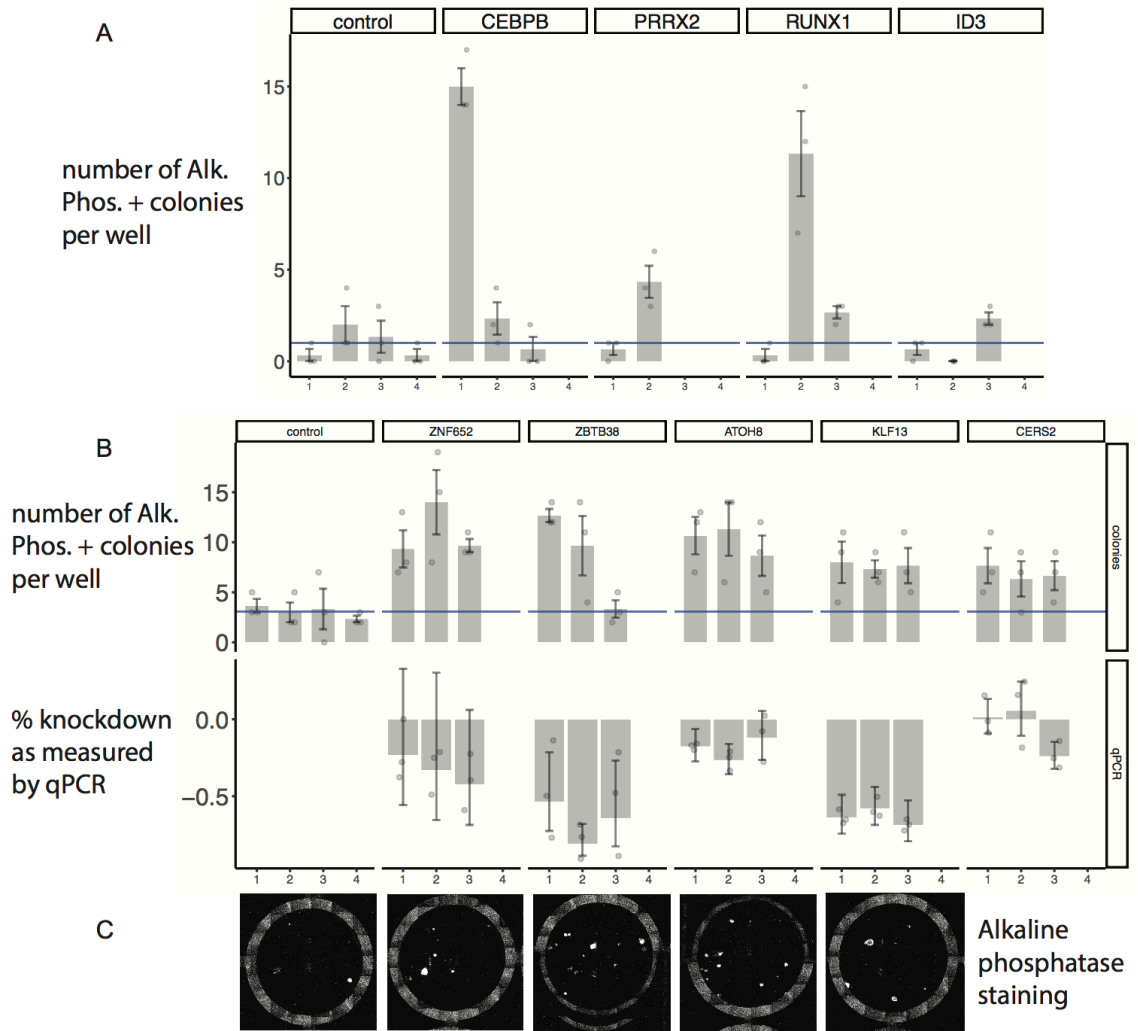 A
control CEBPB PRRX2 RUNX1 ID3
number of Alk.
Phos. + colonies
per well
15
10
5
0
1 2 3 4 1 2 3 4 1 2 3 4 1 2 3 4 1 2 3 4
B
control ZNF652 ZBTB38 ATOH8 KLF13 CERS2
number of Alk.
Phos. + colonies
per well
15
10
5
0
colonies
% knockdown
as measured
by qPCR
0.0
−0.5
qPCR
1 2 3 4 1 2 3 4 1 2 3 4 1 2 3 4 1 2 3 4 1 2 3 4
C
Alkaline
phosphatase
staining